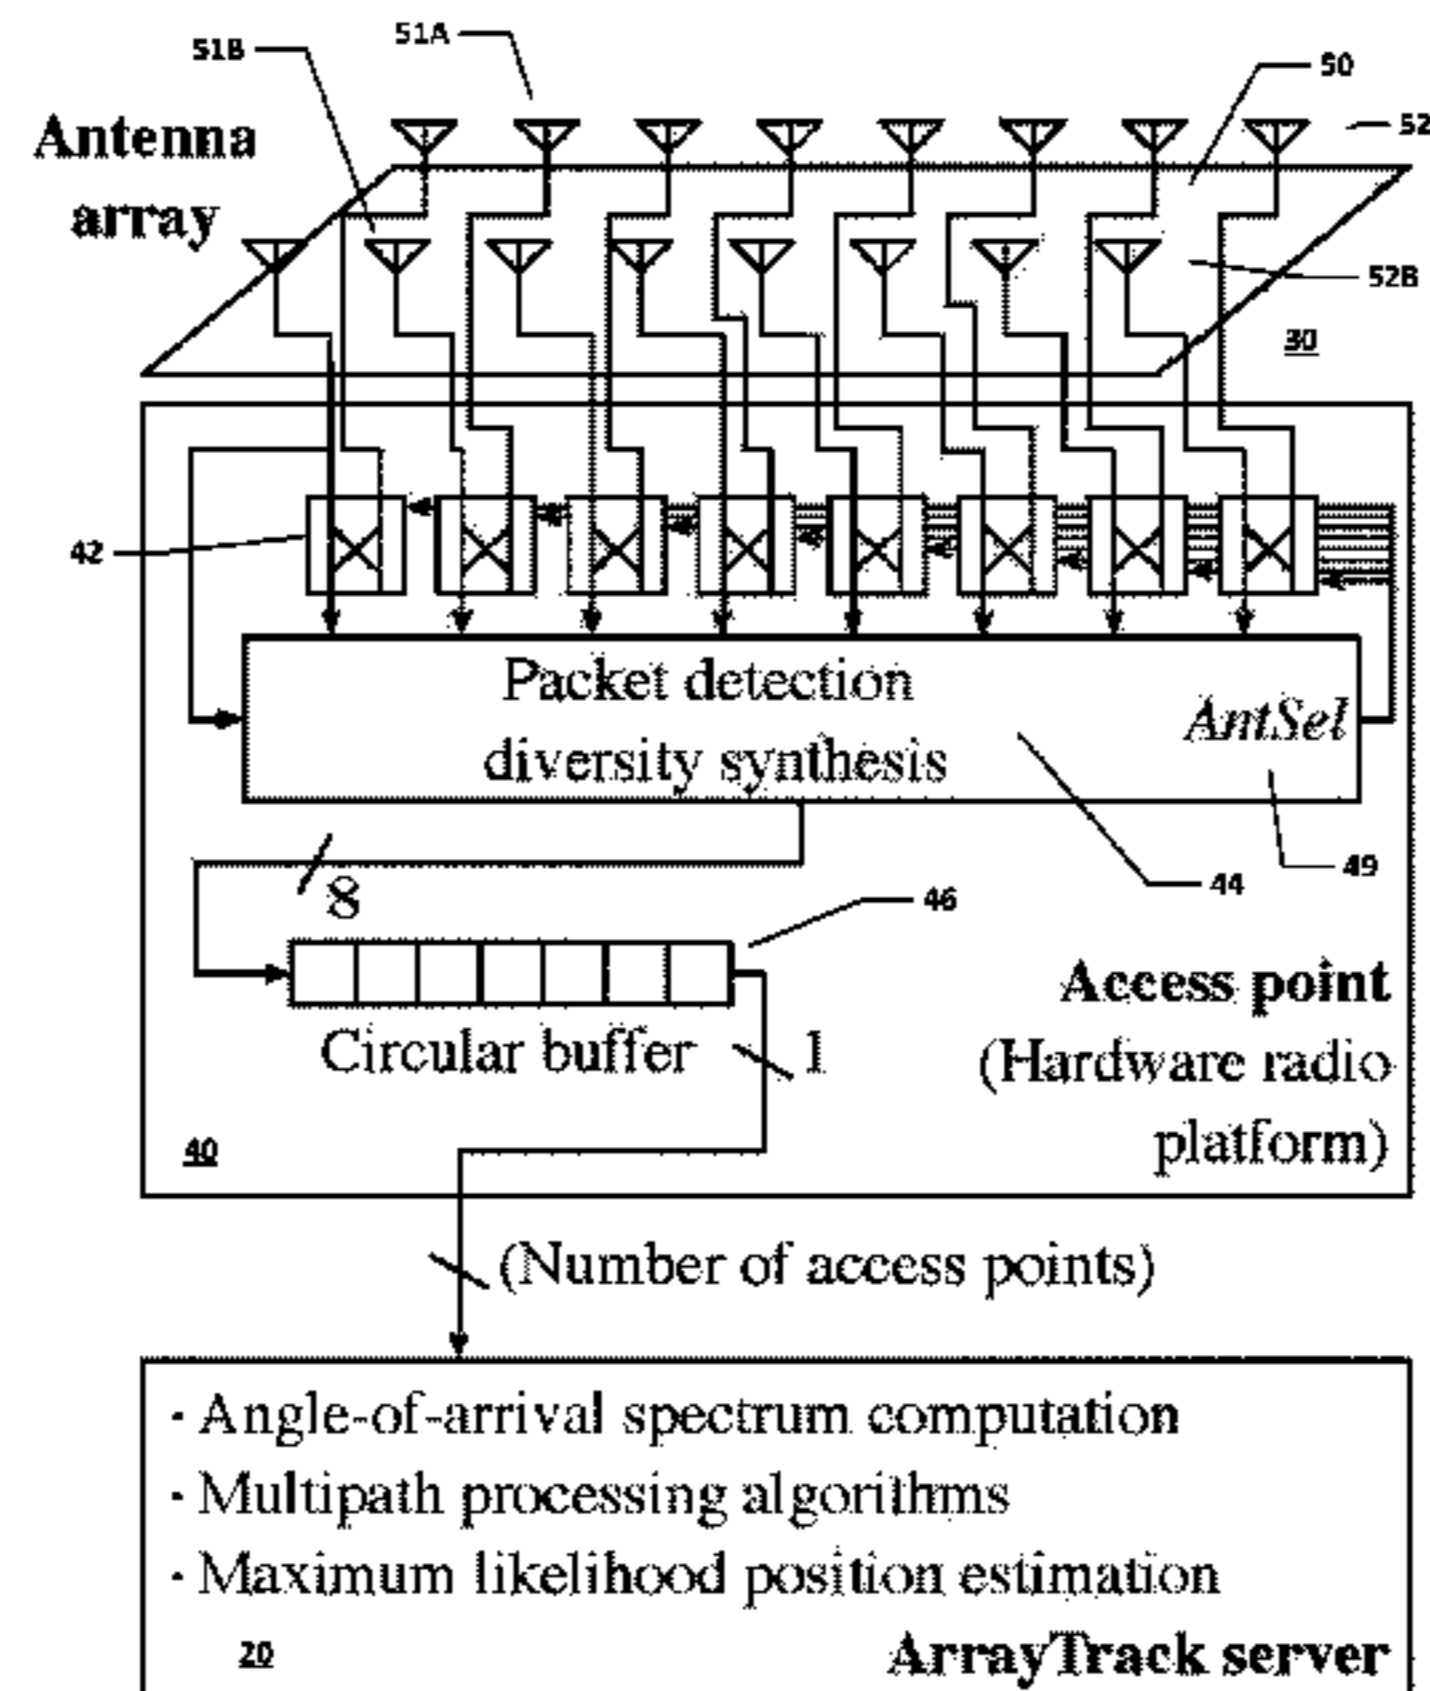 51A
51B
50
52
Antenna
array
52B
30
42
Packet detection
diversity synthesis
AntSel
49
44
8
46
Circular buffer
1
Access point
(Hardware radio
platform)
40
(Number of access points)
- Angle-of-arrival spectrum computation
- Multipath processing algorithms
- Maximum likelihood position estimation
20
ArrayTrack server